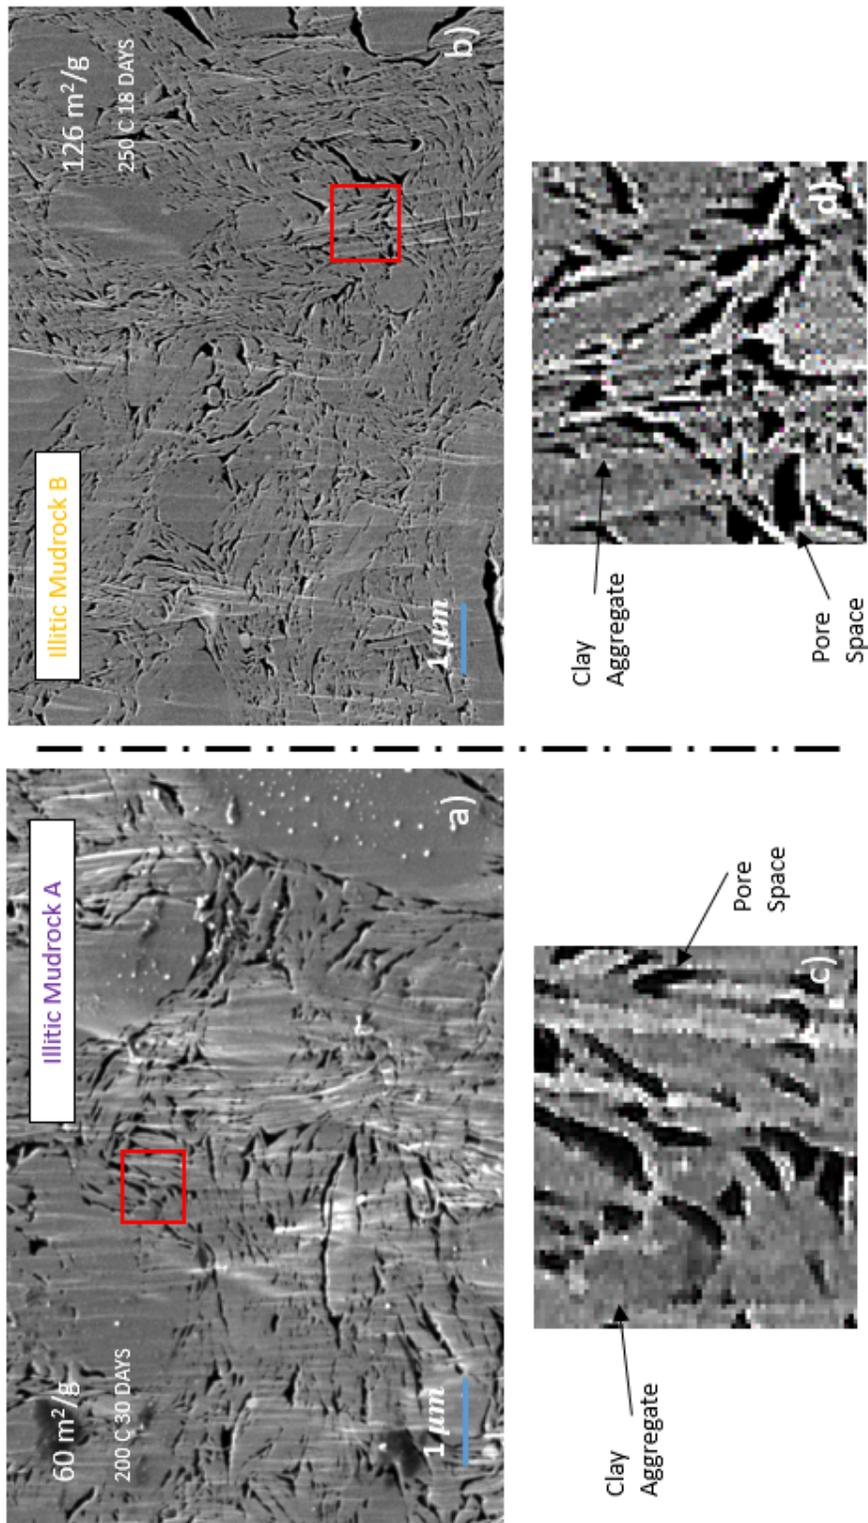 Illitic Mudrock A
60 m²/g
200 C 30 DAYS
1 μm
a)
Illitic Mudrock B
126 m²/g
250 C 18 DAYS
1 μm
b)
Clay
Aggregate
Pore
Space
c)
Clay
Aggregate
Pore
Space
d)